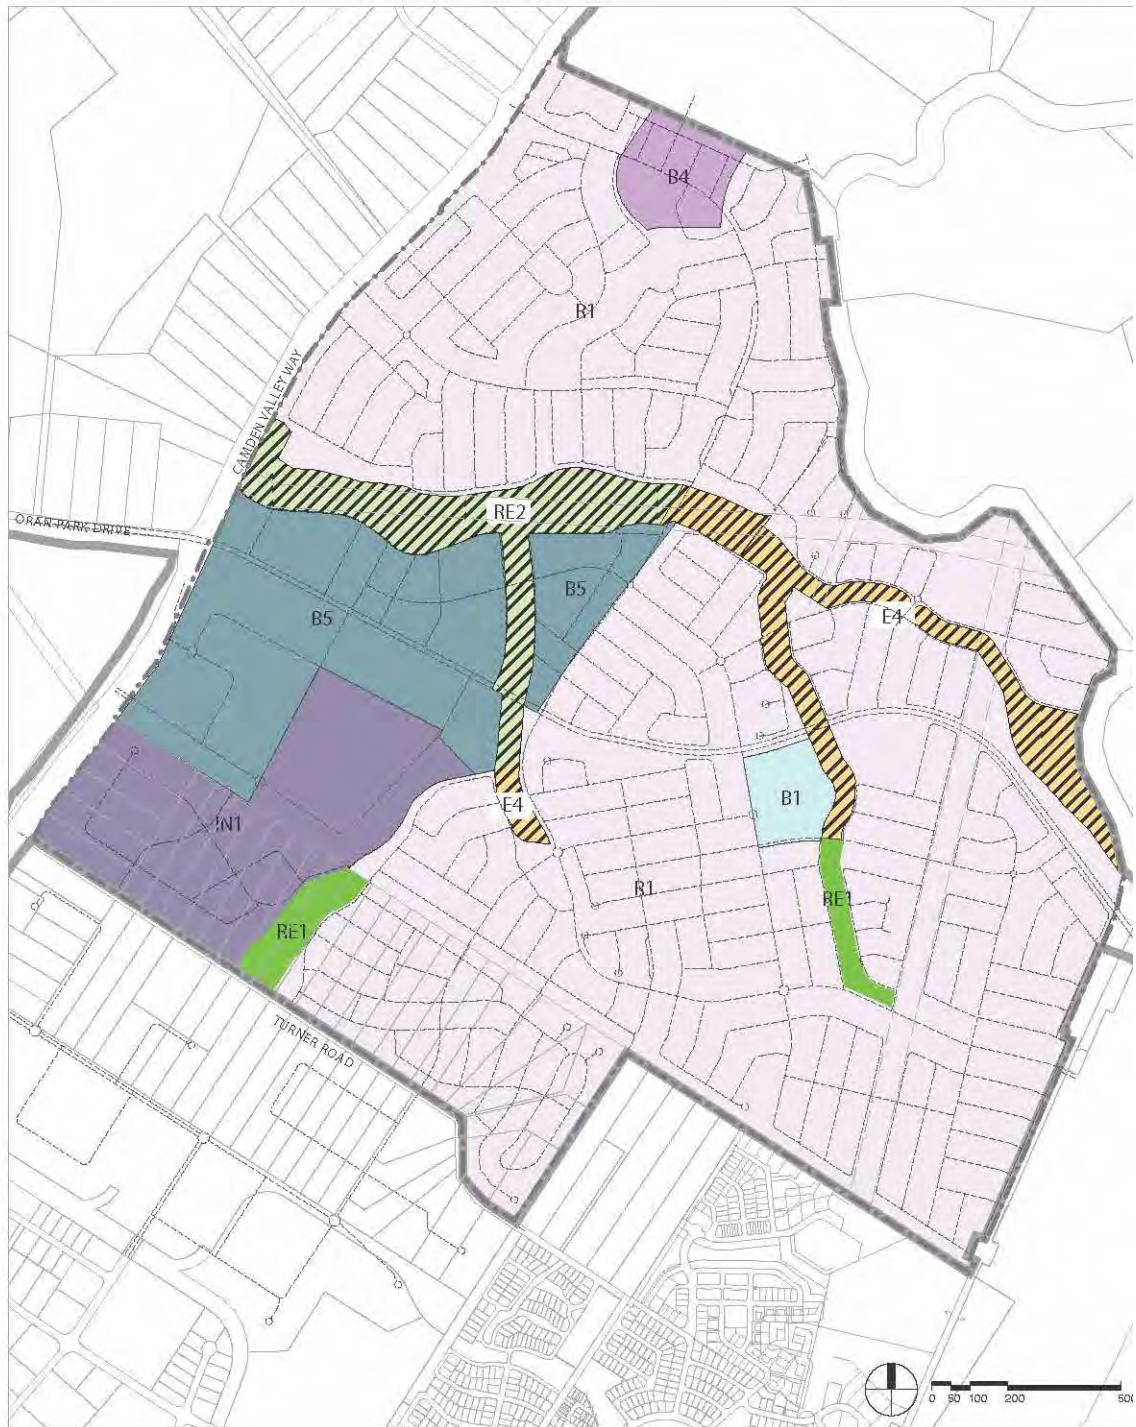 B4
R1
CAMDEN VALLEY WAY
ORAN PARK DRIVE
RE2
B5
B5
E4
E4
B1
IN1
R1
RE1
RE1
TURNER ROAD
0 50 100 200 500